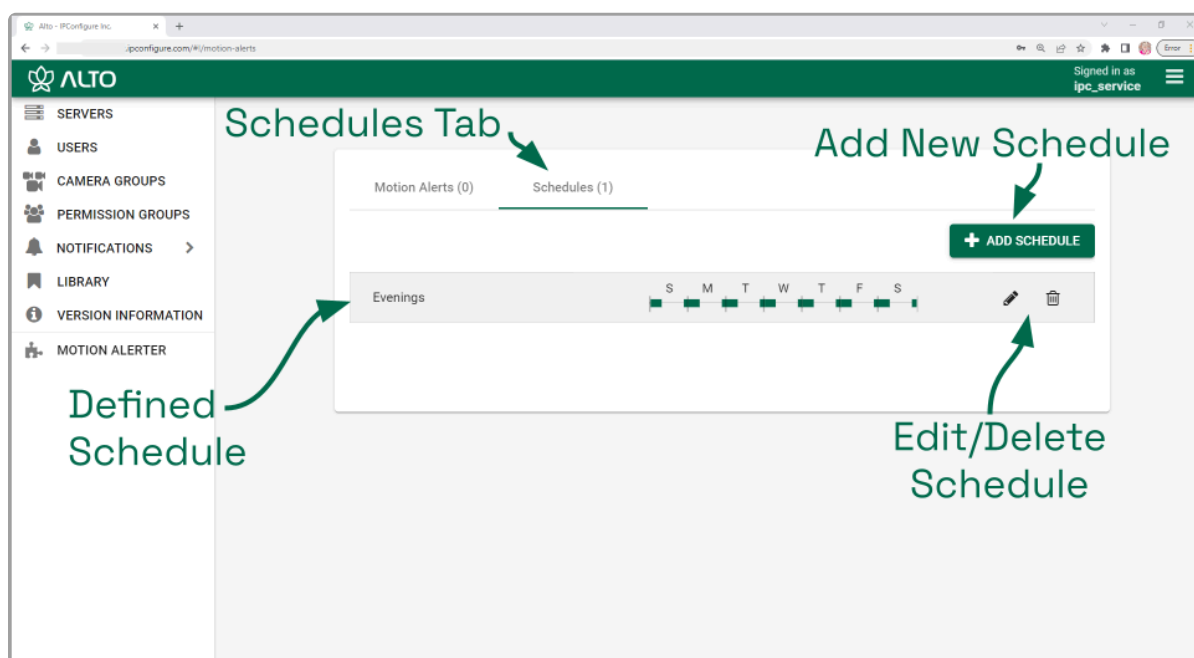 Alto - IPConfigure Inc.
.ipconfigure.com/#!/motion-alerts
Error
ALTO
Signed in as
ipc_service
SERVERS
USERS
CAMERA GROUPS
PERMISSION GROUPS
NOTIFICATIONS
LIBRARY
VERSION INFORMATION
MOTION ALERTER
Schedules Tab
Add New Schedule
Motion Alerts (0)
Schedules (1)
+ ADD SCHEDULE
Evenings
S M T W T F S
Defined
Schedule
Edit/Delete
Schedule